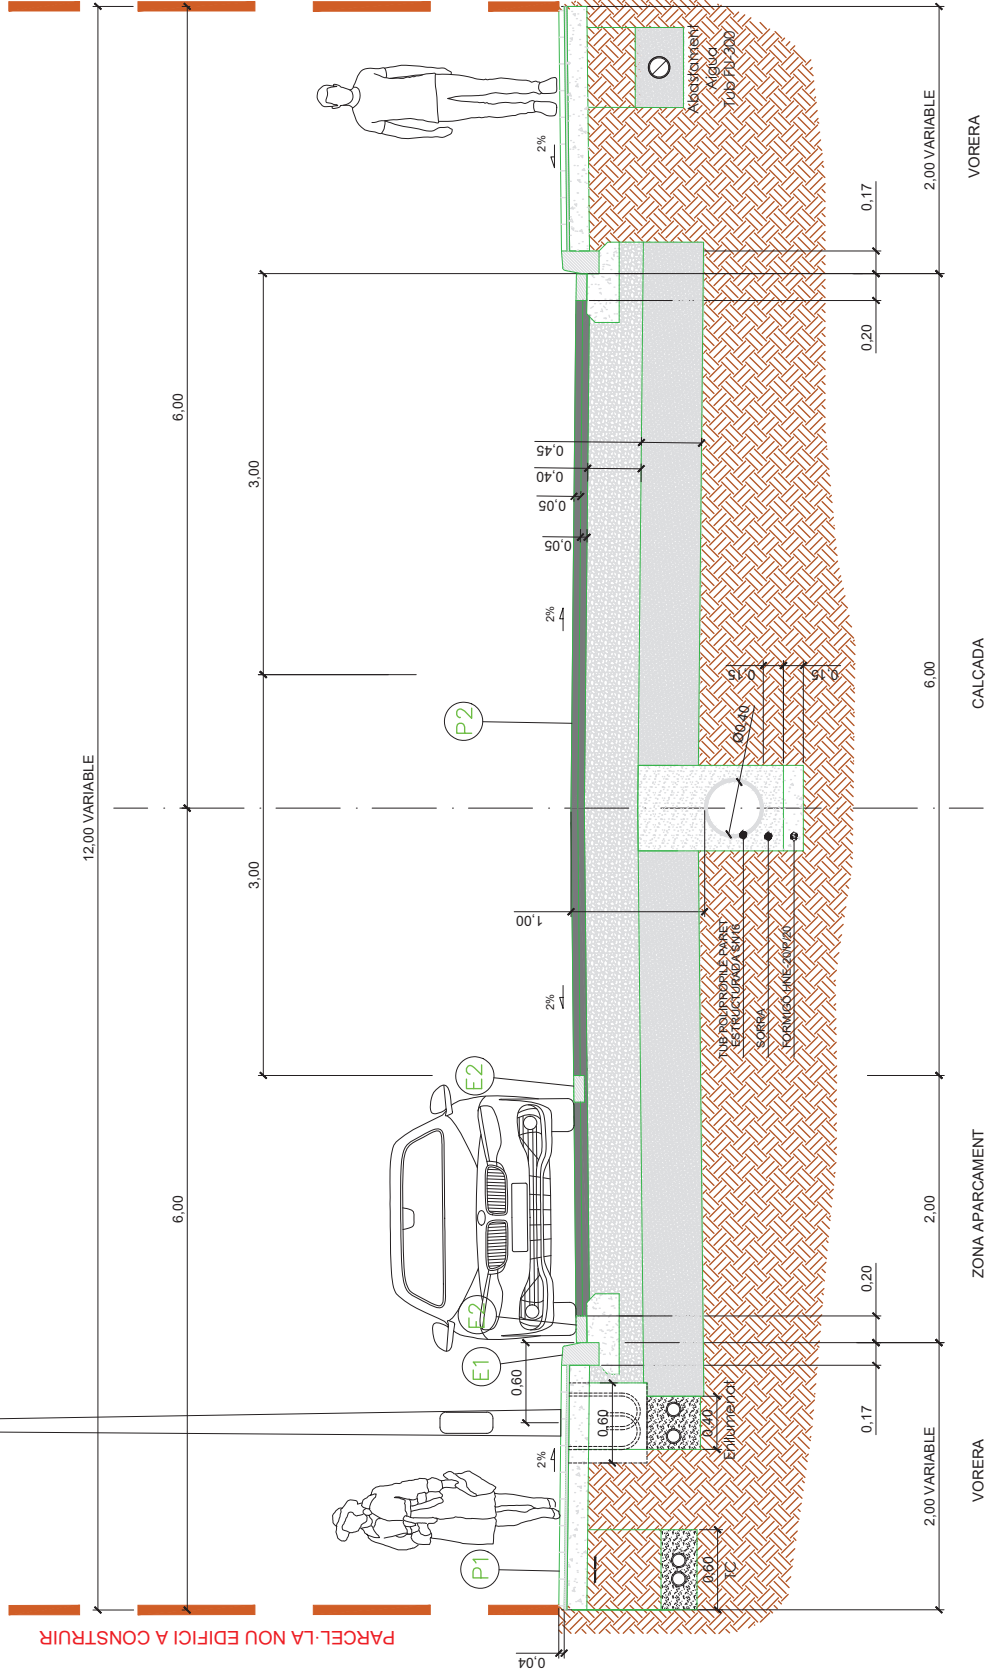 PARCEL·LA NOU EDIFICI A CONSTRUIR
12,00 VARIABLE
6,00
6,00
3,00
3,00
P1
E1
E2
E2
P2
0,60
2%
2%
2%
2%
0,04
1,00
0,05
0,05
0,40
0,45
0,60
0,40
Enllumenat
0,60
TC
TUB POLIPROPILE PARET
ESTRUCTURADA SN16
SORRA
FORMIGÓ HNE-20/P/20
Ø0,40
0,15
0,15
Abastament
Aigua
0,17
0,20
0,20
0,17
2,00 VARIABLE
2,00
6,00
2,00 VARIABLE
VORERA
ZONA APARCAMENT
CALÇADA
VORERA